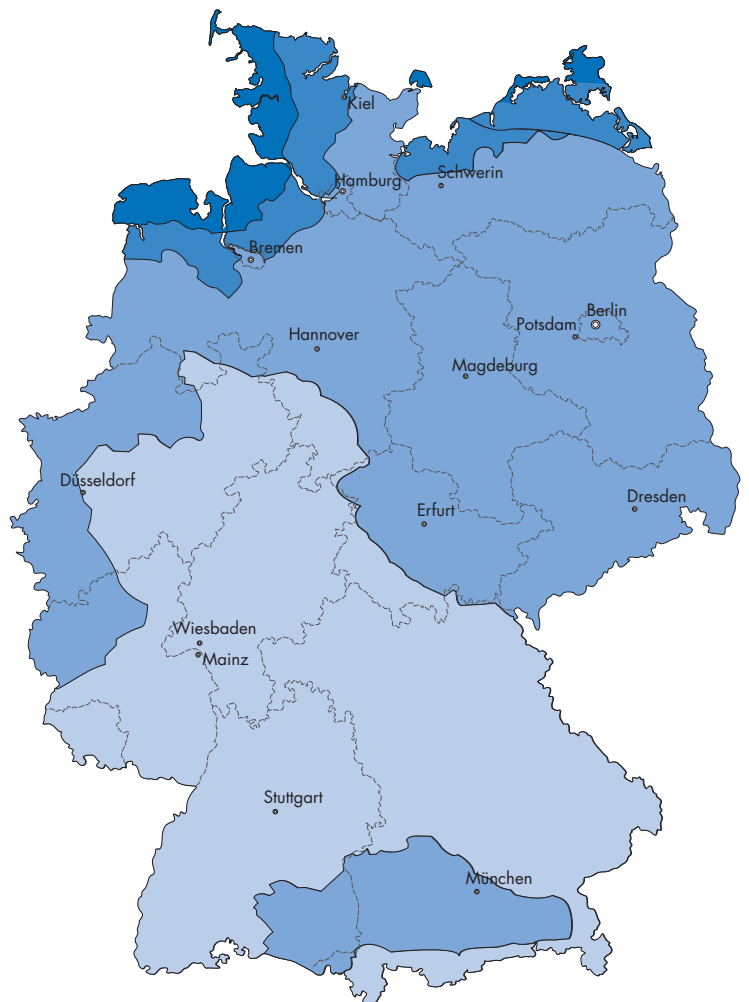 Kiel
Hamburg
Schwerin
Bremen
Berlin
Potsdam
Hannover
Magdeburg
Düsseldorf
Erfurt
Dresden
Wiesbaden
Mainz
Stuttgart
München